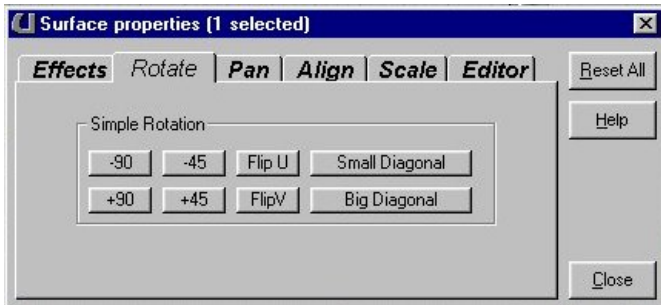 Surface properties (1 selected)
Effects Rotate Pan Align Scale Editor
Reset All
Help
Simple Rotation
-90 -45 Flip U Small Diagonal
+90 +45 FlipV Big Diagonal
Close